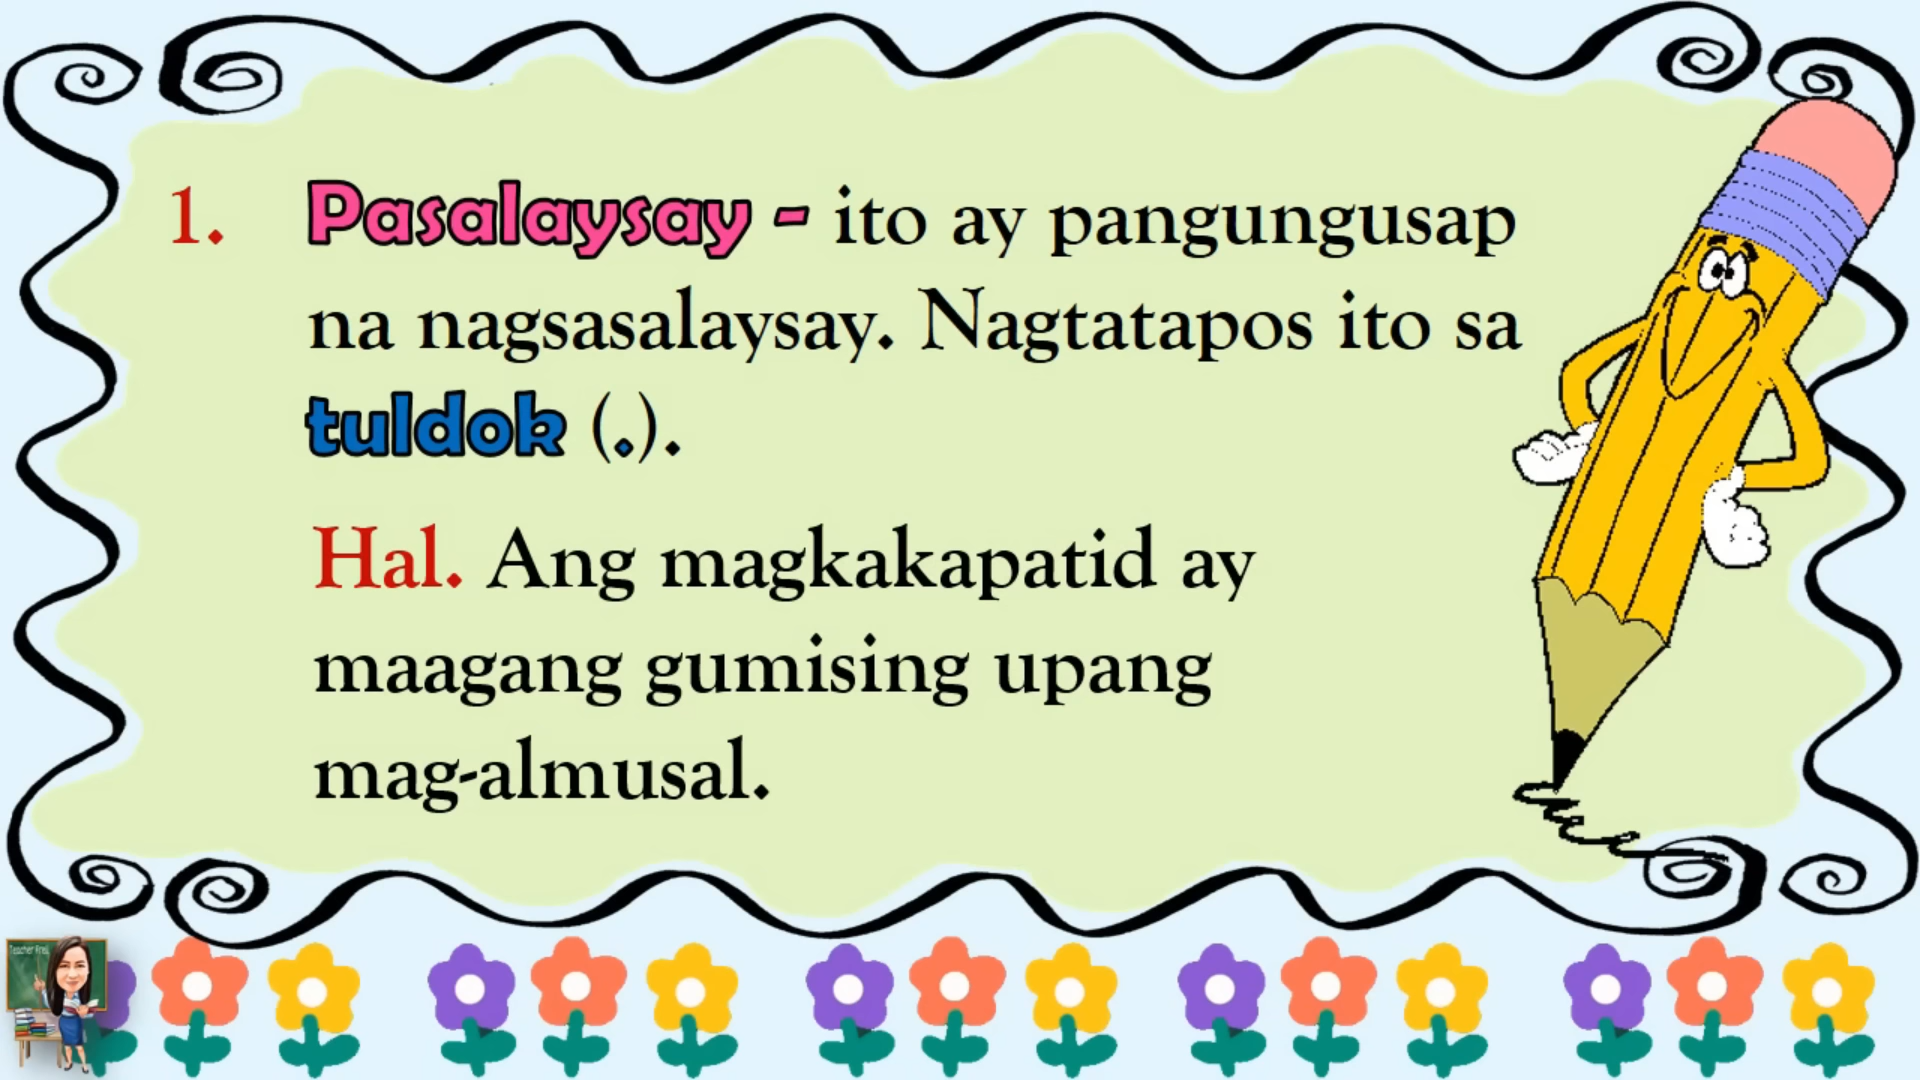 1. Pasalaysay - ito ay pangungusap
na nagsasalaysay. Nagtatapos ito sa
tuldok (.).
Hal. Ang magkakapatid ay
maagang gumising upang
mag-almusal.